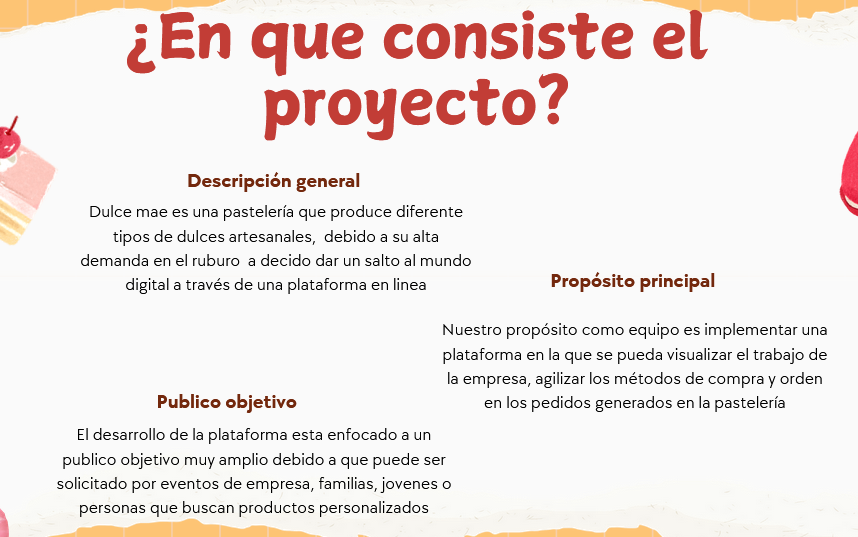 ¿En que consiste el
proyecto?
Descripción general
Dulce mae es una pastelería que produce diferente
tipos de dulces artesanales,  debido a su alta
demanda en el ruburo  a decido dar un salto al mundo
digital a través de una plataforma en linea
Propósito principal
Nuestro propósito como equipo es implementar una
plataforma en la que se pueda visualizar el trabajo de
la empresa, agilizar los métodos de compra y orden
en los pedidos generados en la pastelería
Publico objetivo
El desarrollo de la plataforma esta enfocado a un
publico objetivo muy amplio debido a que puede ser
solicitado por eventos de empresa, familias, jovenes o
personas que buscan productos personalizados